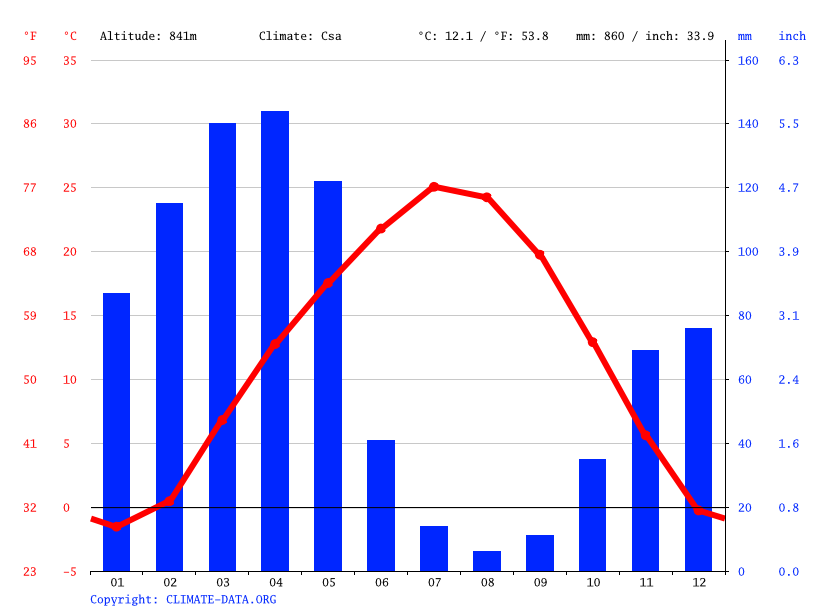 °F °C Altitude: 841m Climate: Csa °C: 12.1 / °F: 53.8 mm: 860 / inch: 33.9 mm inch
95 35 160 6.3
86 30 140 5.5
77 25 120 4.7
68 20 100 3.9
59 15 80 3.1
50 10 60 2.4
41 5 40 1.6
32 0 20 0.8
23 -5 0 0.0
01 02 03 04 05 06 07 08 09 10 11 12
Copyright: CLIMATE-DATA.ORG